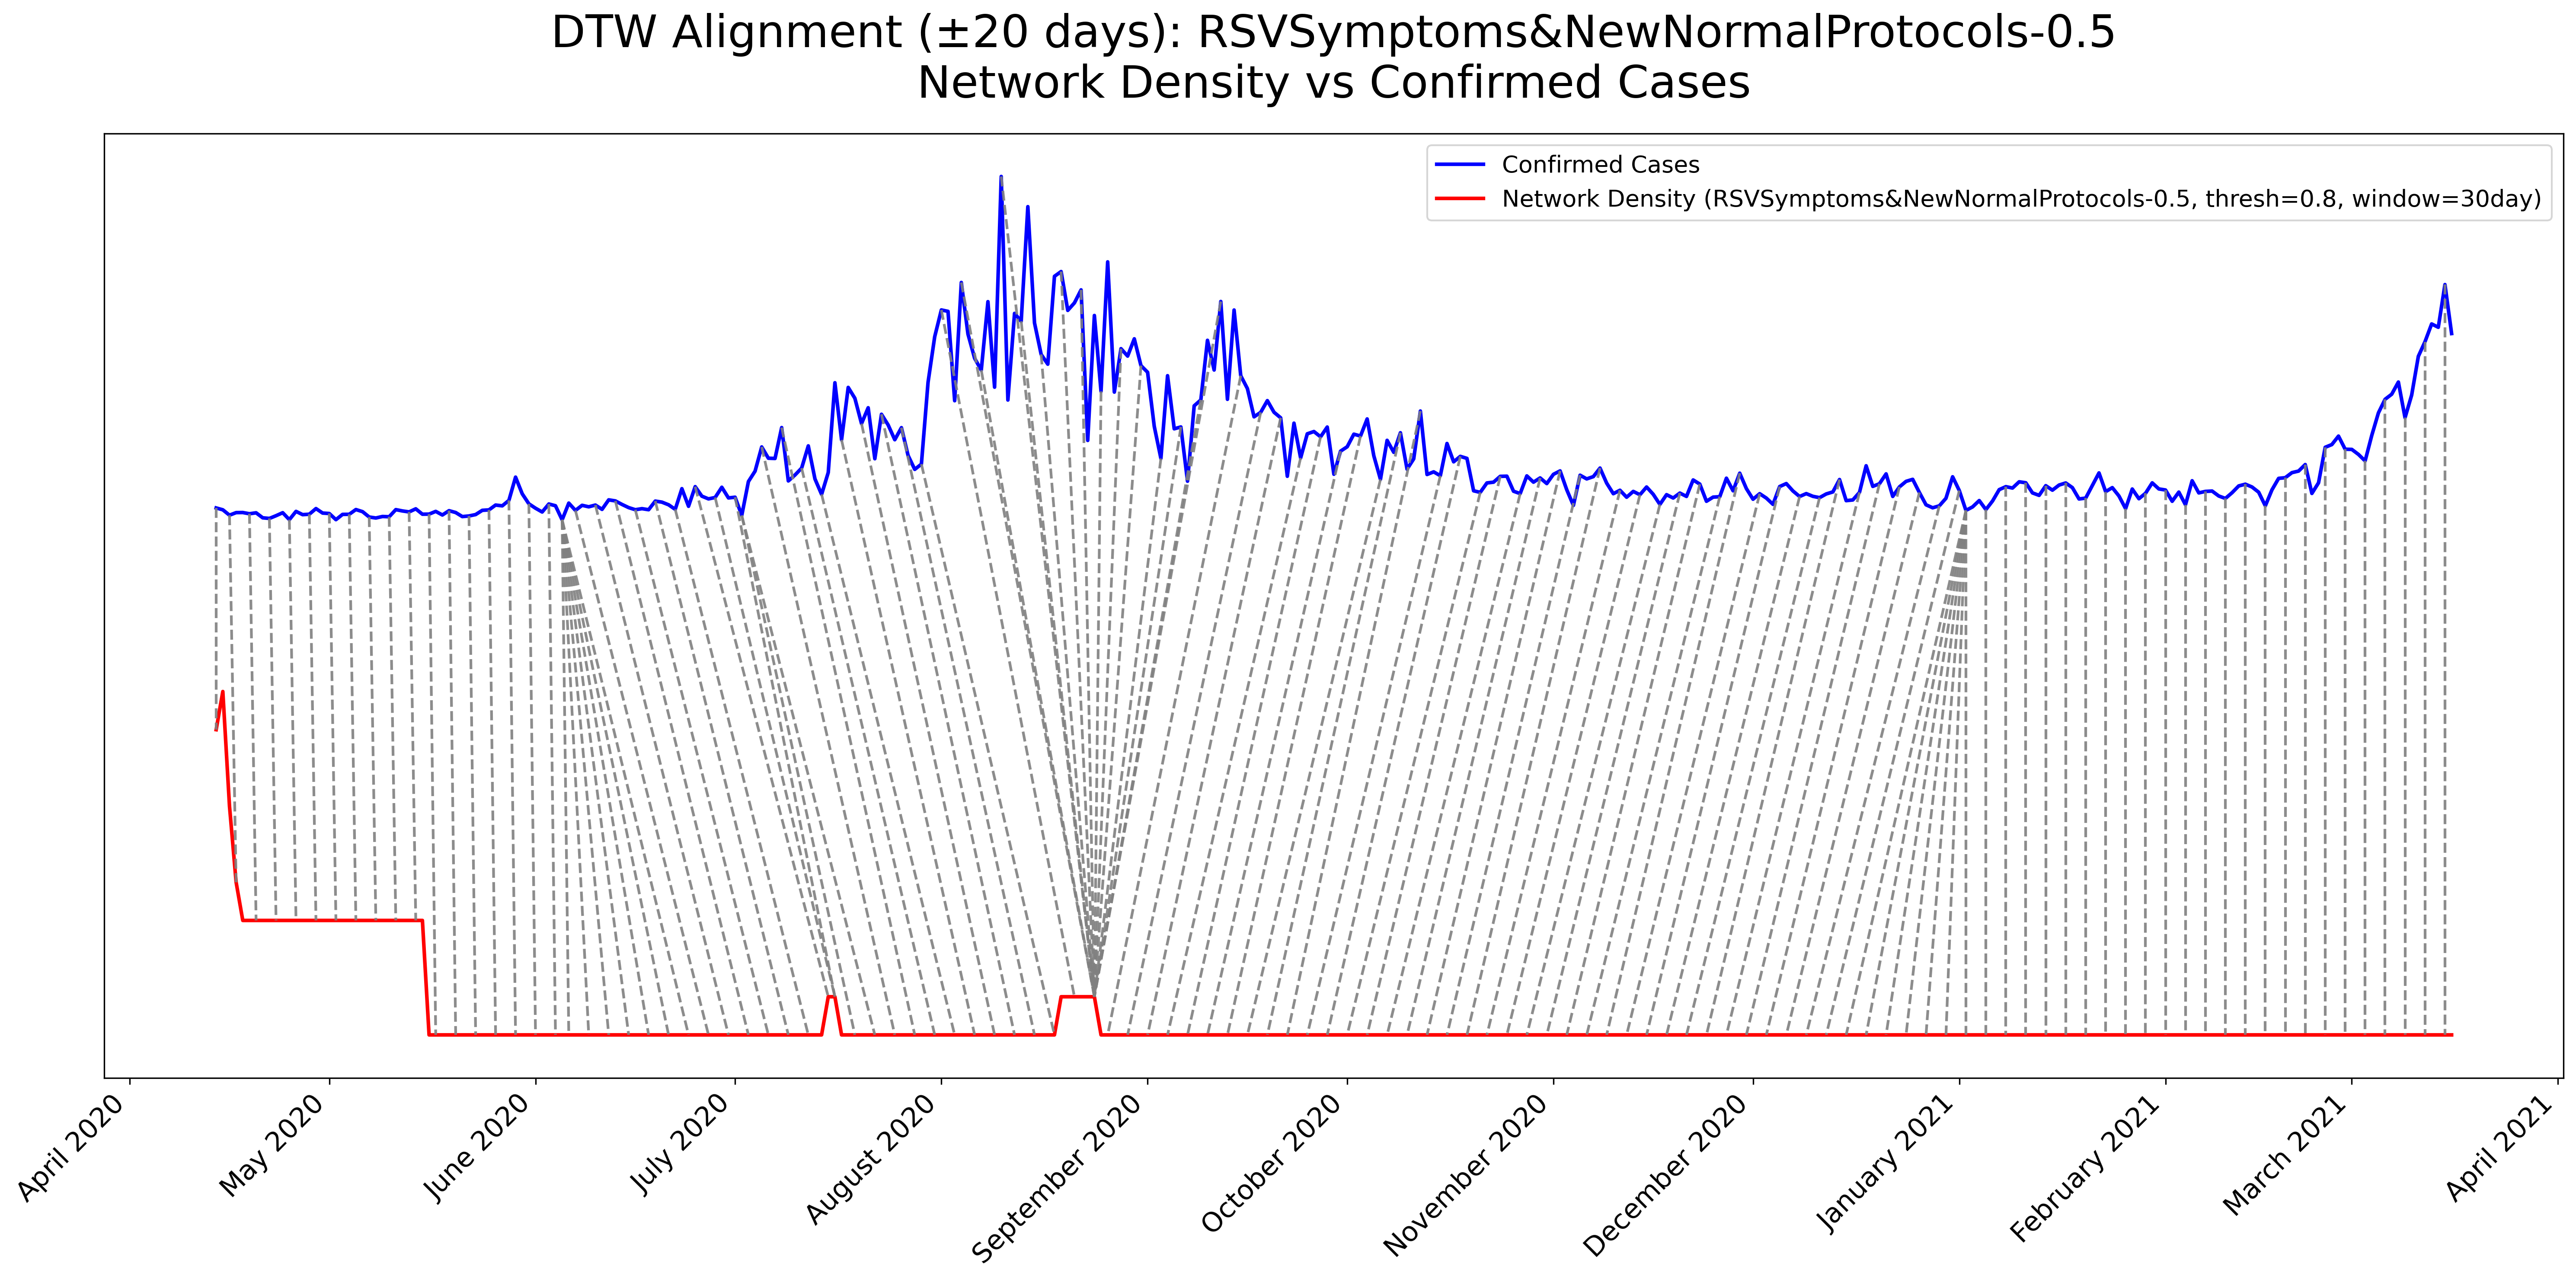 DTW Alignment (±20 days): RSVSymptoms&NewNormalProtocols-0.5
Network Density vs Confirmed Cases
Confirmed Cases
Network Density (RSVSymptoms&NewNormalProtocols-0.5, thresh=0.8, window=30day)
April 2020
May 2020
June 2020
July 2020
August 2020
September 2020
October 2020
November 2020
December 2020
January 2021
February 2021
March 2021
April 2021